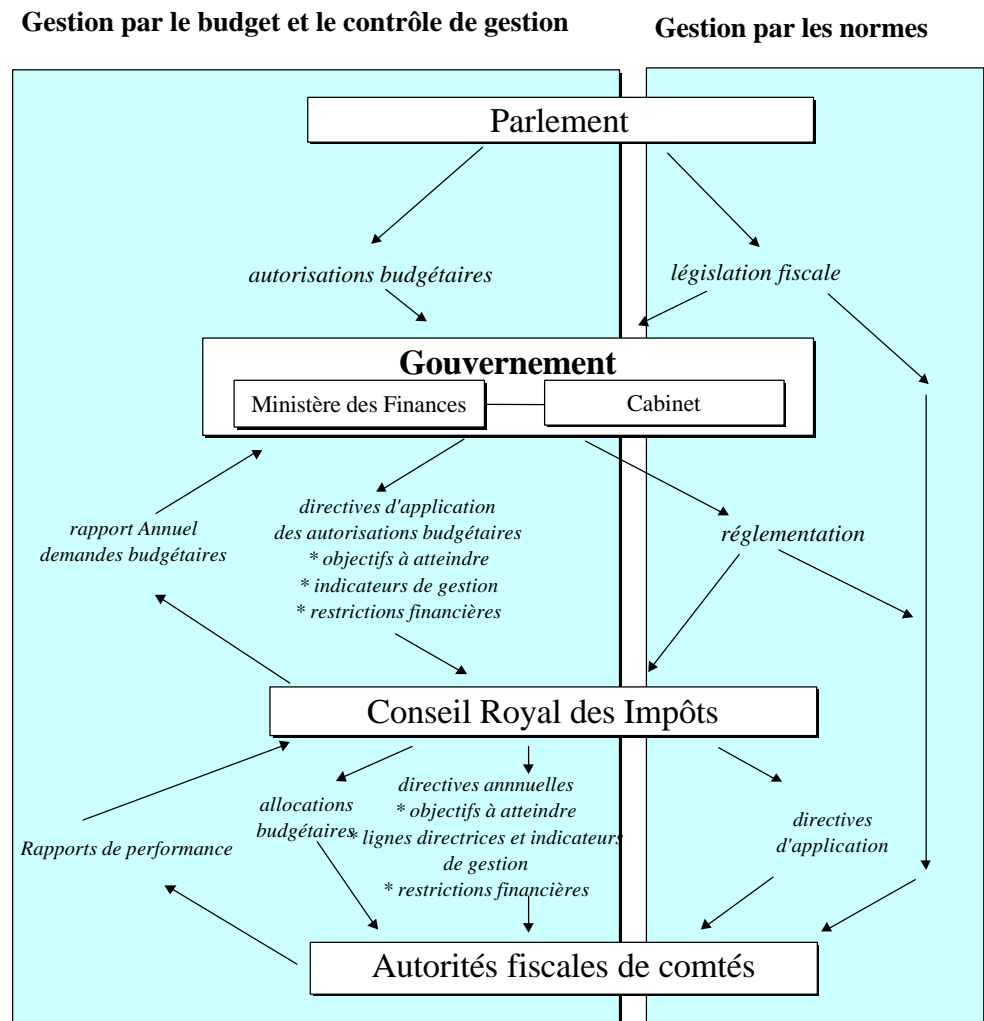 Gestion par le budget et le contrôle de gestion
Gestion par les normes
Parlement
autorisations budgétaires
législation fiscale
Gouvernement
Ministère des Finances
Cabinet
rapport Annuel
demandes budgétaires
directives d'application
des autorisations budgétaires
* objectifs à atteindre
* indicateurs de gestion
* restrictions financières
réglementation
Conseil Royal des Impôts
Rapports de performance
allocations
budgétaires
directives annnuelles
* objectifs à atteindre
* lignes directrices et indicateurs
de gestion
* restrictions financières
directives
d'application
Autorités fiscales de comtés